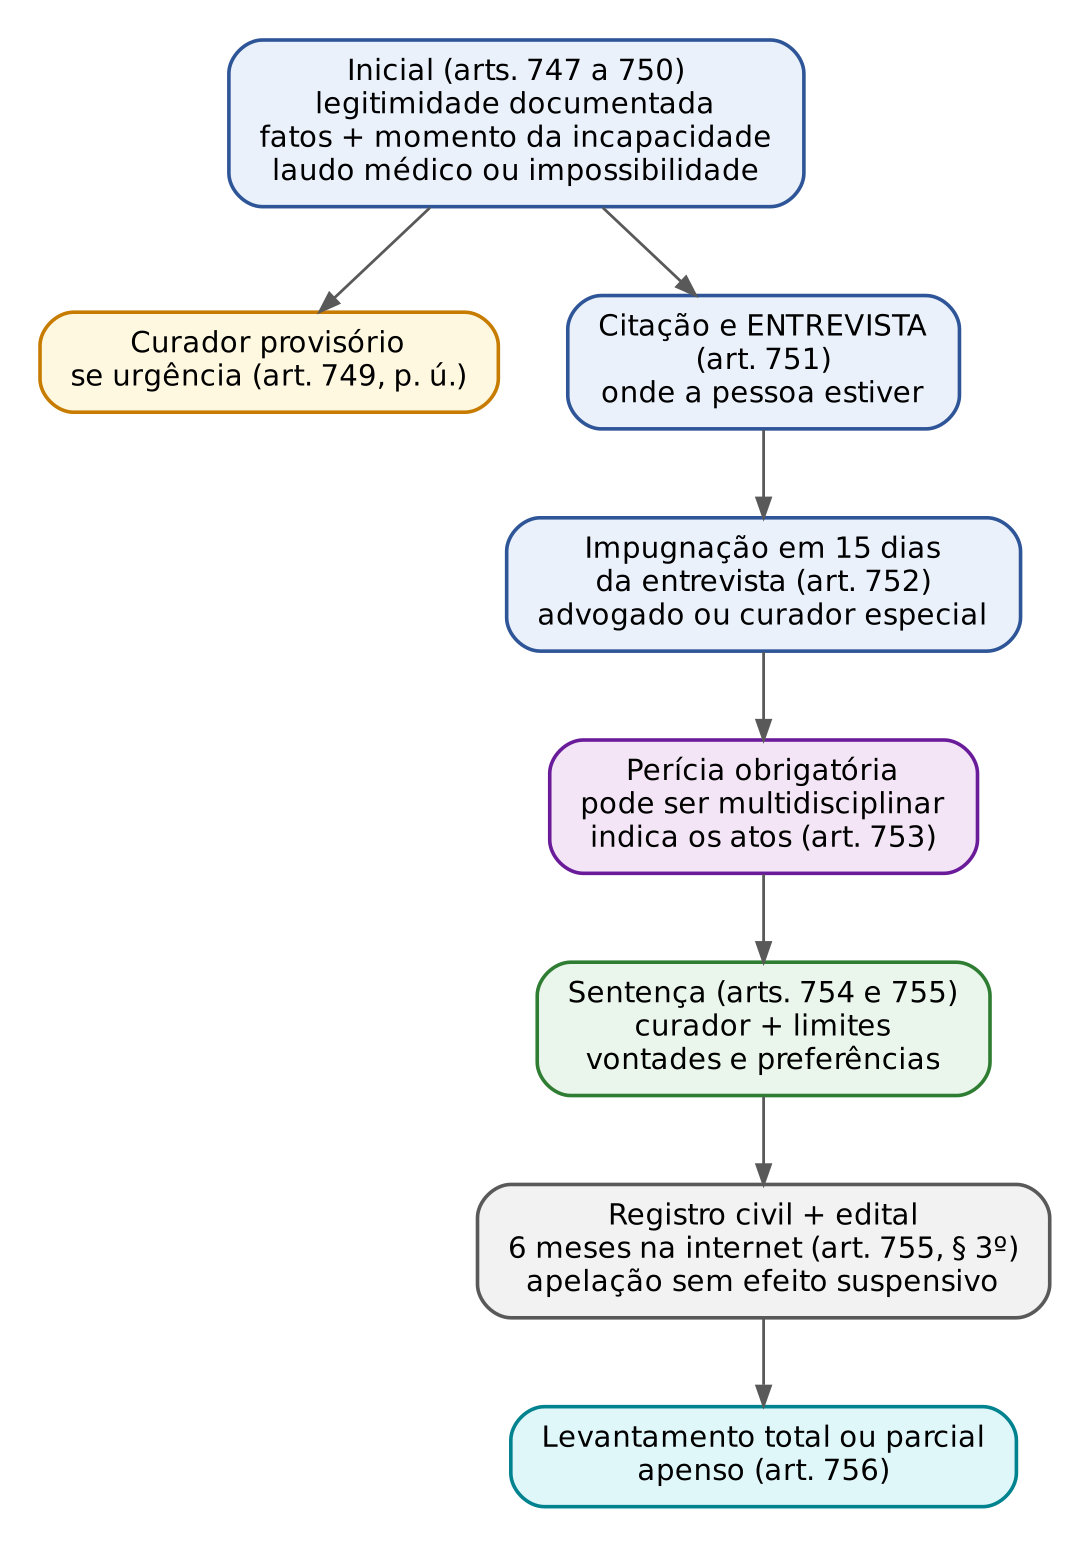 Inicial (arts. 747 a 750)
legitimidade documentada
fatos + momento da incapacidade
laudo médico ou impossibilidade
Curador provisório
se urgência (art. 749, p. ú.)
Citação e ENTREVISTA
(art. 751)
onde a pessoa estiver
Impugnação em 15 dias
da entrevista (art. 752)
advogado ou curador especial
Perícia obrigatória
pode ser multidisciplinar
indica os atos (art. 753)
Sentença (arts. 754 e 755)
curador + limites
vontades e preferências
Registro civil + edital
6 meses na internet (art. 755, § 3º)
apelação sem efeito suspensivo
Levantamento total ou parcial
apenso (art. 756)